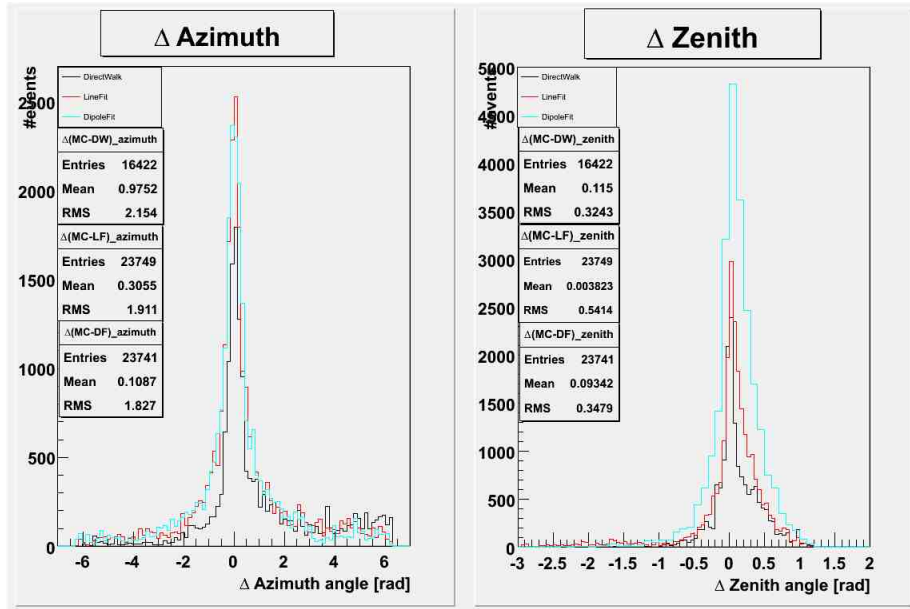 Δ Azimuth
#events
DirectWalk
LineFit
DipoleFit
Δ(MC-DW)_azimuth
Entries 16422
Mean 0.9752
RMS 2.154
Δ(MC-LF)_azimuth
Entries 23749
Mean 0.3055
RMS 1.911
Δ(MC-DF)_azimuth
Entries 23741
Mean 0.1087
RMS 1.827
2500
2000
1500
1000
500
0
-6 -4 -2 0 2 4 6
Δ Azimuth angle [rad]
Δ Zenith
#events
DirectWalk
LineFit
DipoleFit
Δ(MC-DW)_zenith
Entries 16422
Mean 0.115
RMS 0.3243
Δ(MC-LF)_zenith
Entries 23749
Mean 0.003823
RMS 0.5414
Δ(MC-DF)_zenith
Entries 23741
Mean 0.09342
RMS 0.3479
5000
4500
4000
3500
3000
2500
2000
1500
1000
500
0
-3 -2.5 -2 -1.5 -1 -0.5 0 0.5 1 1.5 2
Δ Zenith angle [rad]